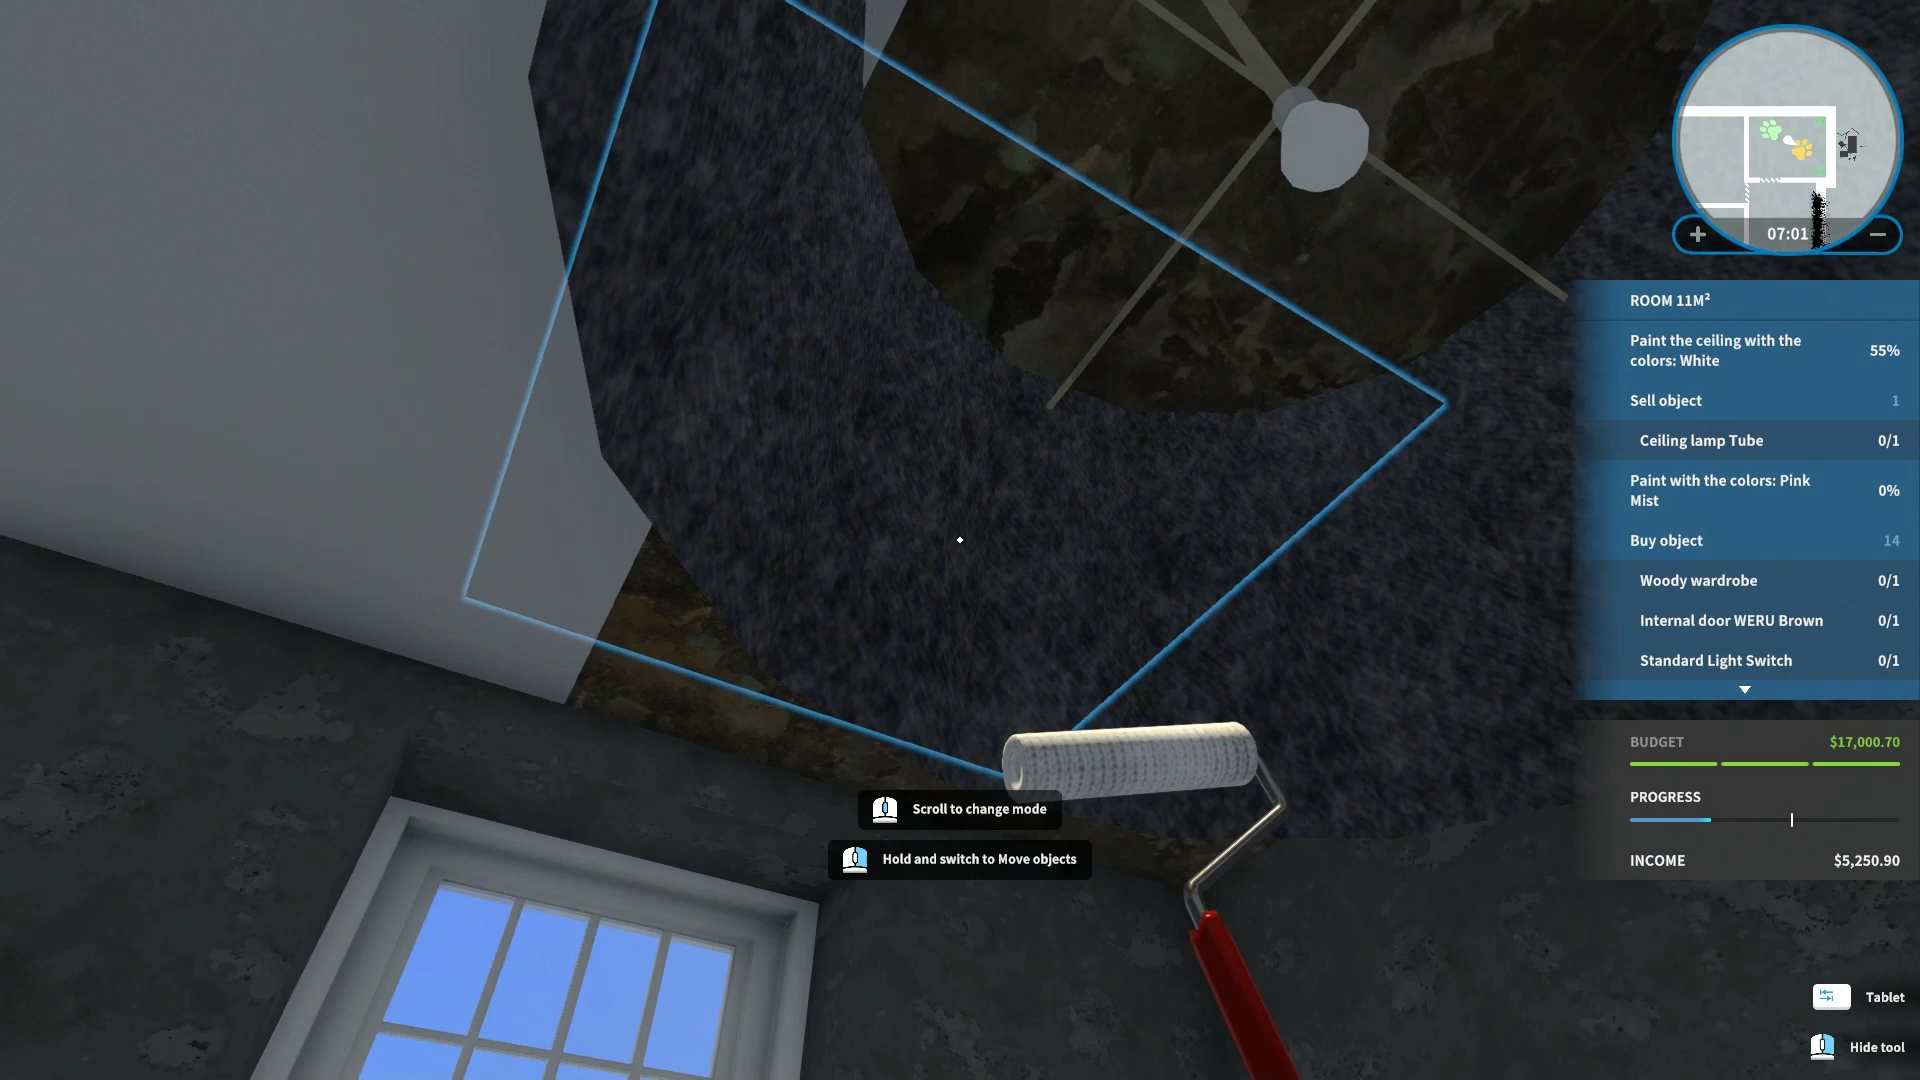 07:01
ROOM 11M²
Paint the ceiling with the
colors: White
55%
Sell object
1
Ceiling lamp Tube
0/1
Paint with the colors: Pink
Mist
0%
Buy object
14
Woody wardrobe
0/1
Internal door WERU Brown
0/1
Standard Light Switch
0/1
BUDGET
$17,000.70
PROGRESS
INCOME
$5,250.90
Scroll to change mode
Hold and switch to Move objects
Tablet
Hide tool